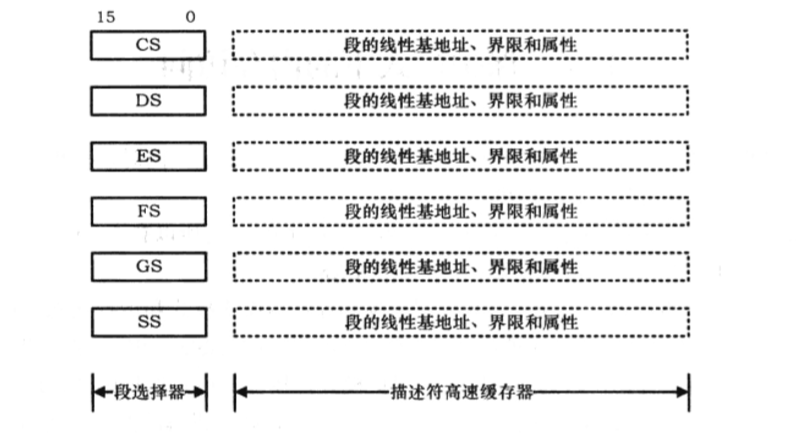 15 0
CS 段的线性基地址、界限和属性
DS 段的线性基地址、界限和属性
ES 段的线性基地址、界限和属性
FS 段的线性基地址、界限和属性
GS 段的线性基地址、界限和属性
SS 段的线性基地址、界限和属性
段选择器 描述符高速缓存器